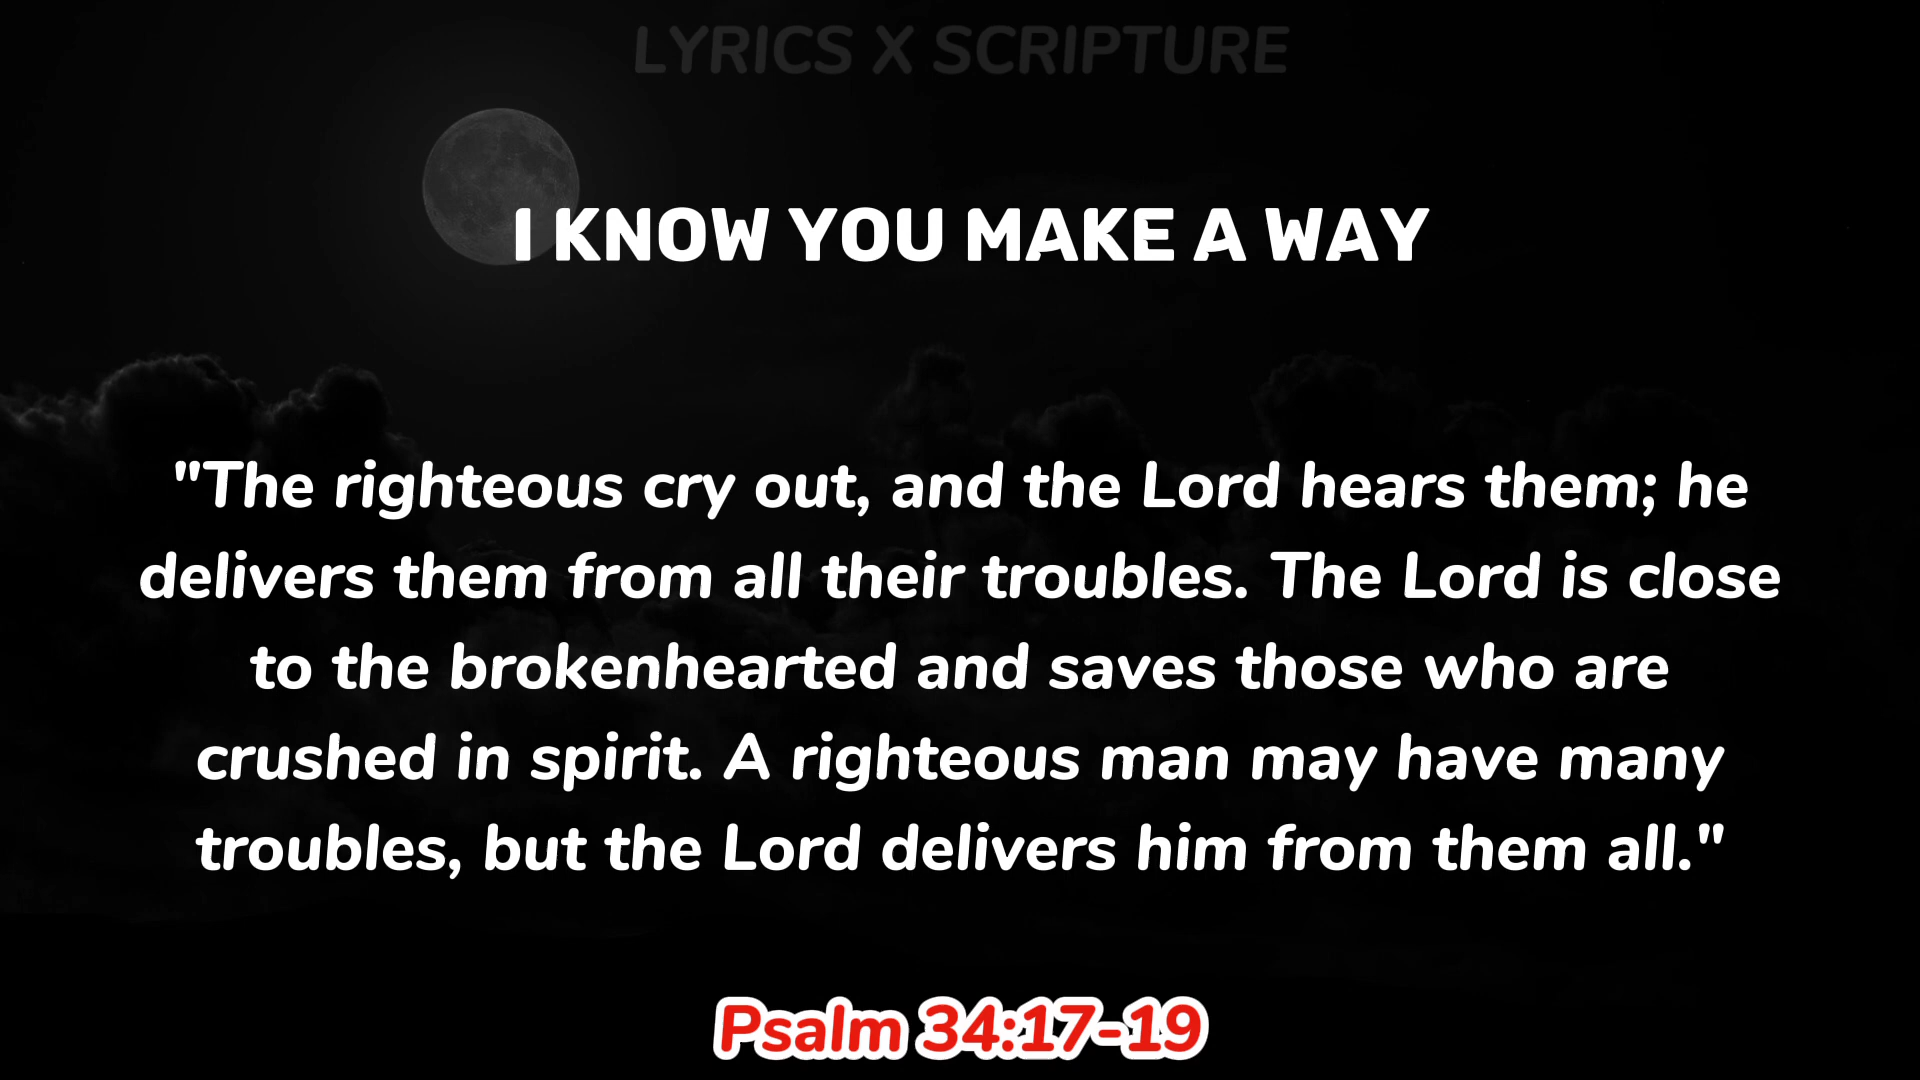 LYRICS X SCRIPTURE
I KNOW YOU MAKE A WAY
"The righteous cry out, and the Lord hears them; he
delivers them from all their troubles. The Lord is close
to the brokenhearted and saves those who are
crushed in spirit. A righteous man may have many
troubles, but the Lord delivers him from them all."
Psalm 34:17-19